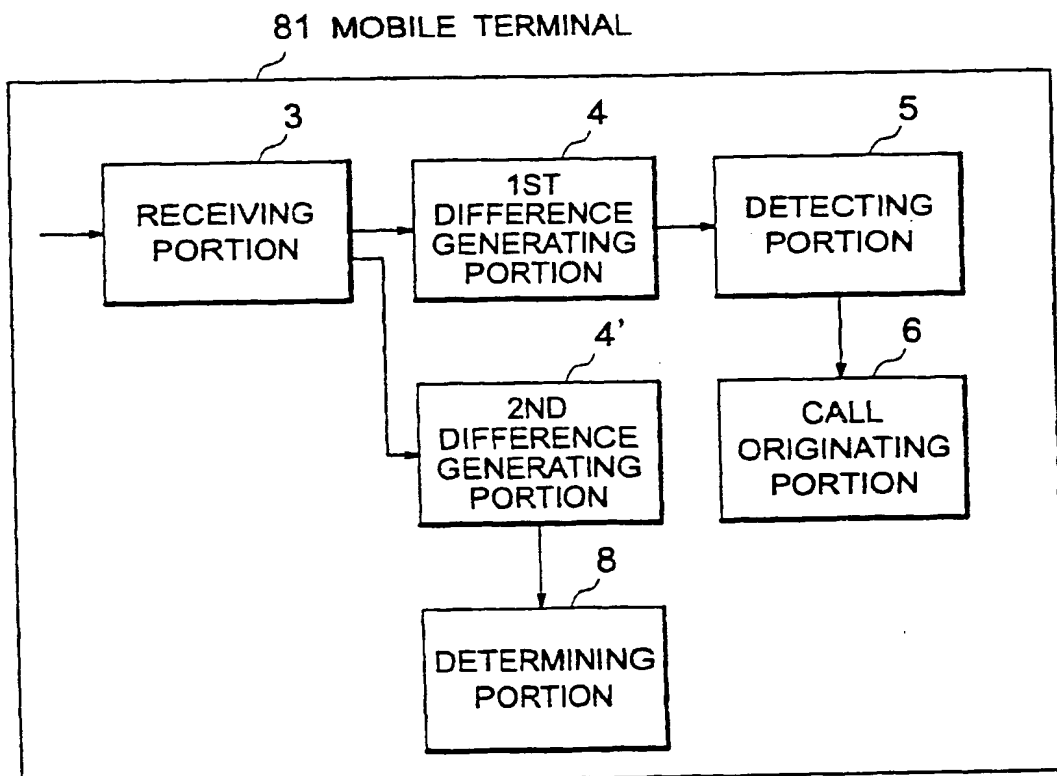 81 MOBILE TERMINAL
3
RECEIVING
PORTION
4
1ST
DIFFERENCE
GENERATING
PORTION
5
DETECTING
PORTION
4'
2ND
DIFFERENCE
GENERATING
PORTION
6
CALL
ORIGINATING
PORTION
8
DETERMINING
PORTION